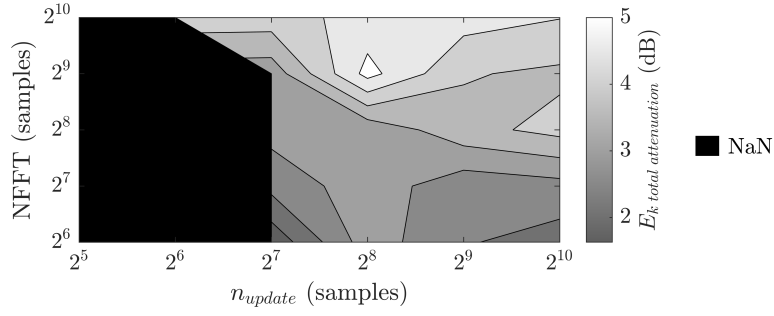 2^10
2^9
2^8
2^7
2^6
NFFT (samples)
2^5 2^6 2^7 2^8 2^9 2^10
n_update (samples)
5
4
3
2
E_k total attenuation (dB)
NaN